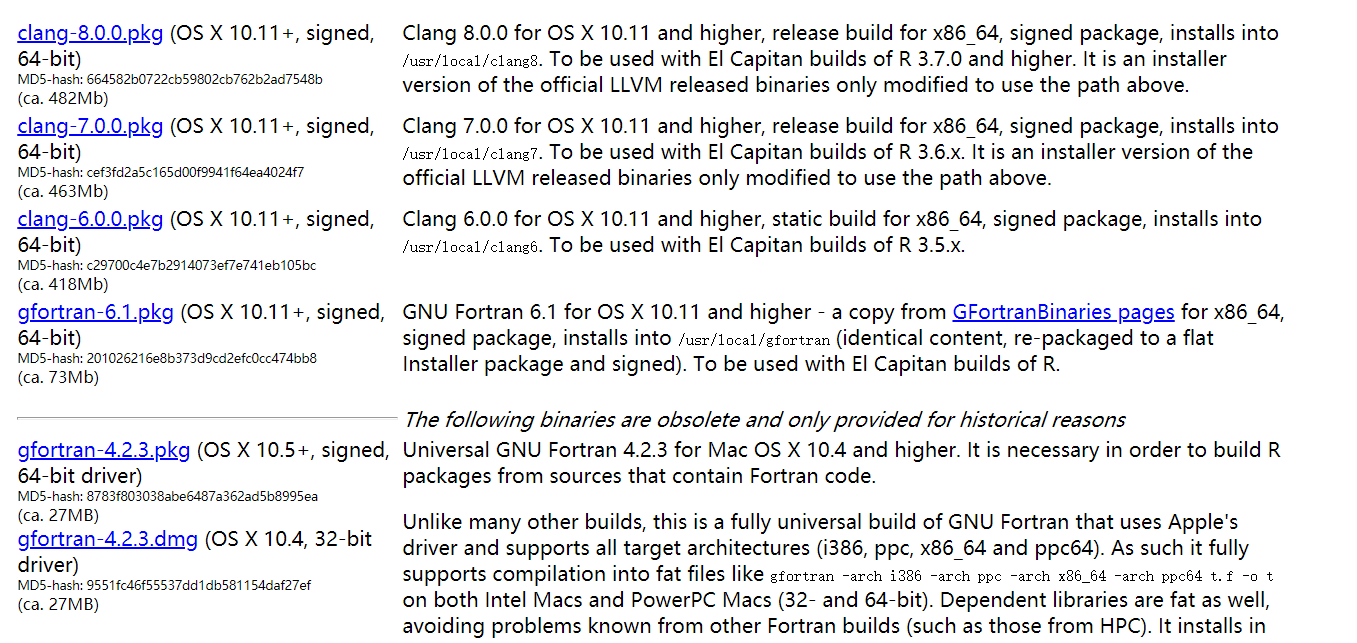 clang-8.0.0.pkg (OS X 10.11+, signed,
64-bit)
MD5-hash: 664582b0722cb59802cb762b2ad7548b
(ca. 482Mb)
Clang 8.0.0 for OS X 10.11 and higher, release build for x86_64, signed package, installs into
/usr/local/clang8. To be used with El Capitan builds of R 3.7.0 and higher. It is an installer
version of the official LLVM released binaries only modified to use the path above.
clang-7.0.0.pkg (OS X 10.11+, signed,
64-bit)
MD5-hash: cef3fd2a5c165d00f9941f64ea4024f7
(ca. 463Mb)
Clang 7.0.0 for OS X 10.11 and higher, release build for x86_64, signed package, installs into
/usr/local/clang7. To be used with El Capitan builds of R 3.6.x. It is an installer version of the
official LLVM released binaries only modified to use the path above.
clang-6.0.0.pkg (OS X 10.11+, signed,
64-bit)
MD5-hash: c29700c4e7b2914073ef7e741eb105bc
(ca. 418Mb)
Clang 6.0.0 for OS X 10.11 and higher, static build for x86_64, signed package, installs into
/usr/local/clang6. To be used with El Capitan builds of R 3.5.x.
gfortran-6.1.pkg (OS X 10.11+, signed,
64-bit)
MD5-hash: 201026216e8b373d9cd2efc0cc474bb8
(ca. 73Mb)
GNU Fortran 6.1 for OS X 10.11 and higher - a copy from GFortranBinaries pages for x86_64,
signed package, installs into /usr/local/gfortran (identical content, re-packaged to a flat
Installer package and signed). To be used with El Capitan builds of R.
The following binaries are obsolete and only provided for historical reasons
gfortran-4.2.3.pkg (OS X 10.5+, signed,
64-bit driver)
MD5-hash: 8783f803038abe6487a362ad5b8995ea
(ca. 27MB)
gfortran-4.2.3.dmg (OS X 10.4, 32-bit
driver)
MD5-hash: 9551fc46f55537dd1db581154daf27ef
(ca. 27MB)
Universal GNU Fortran 4.2.3 for Mac OS X 10.4 and higher. It is necessary in order to build R
packages from sources that contain Fortran code.
Unlike many other builds, this is a fully universal build of GNU Fortran that uses Apple's
driver and supports all target architectures (i386, ppc, x86_64 and ppc64). As such it fully
supports compilation into fat files like gfortran -arch i386 -arch ppc -arch x86_64 -arch ppc64 t.f -o t
on both Intel Macs and PowerPC Macs (32- and 64-bit). Dependent libraries are fat as well,
avoiding problems known from other Fortran builds (such as those from HPC). It installs in